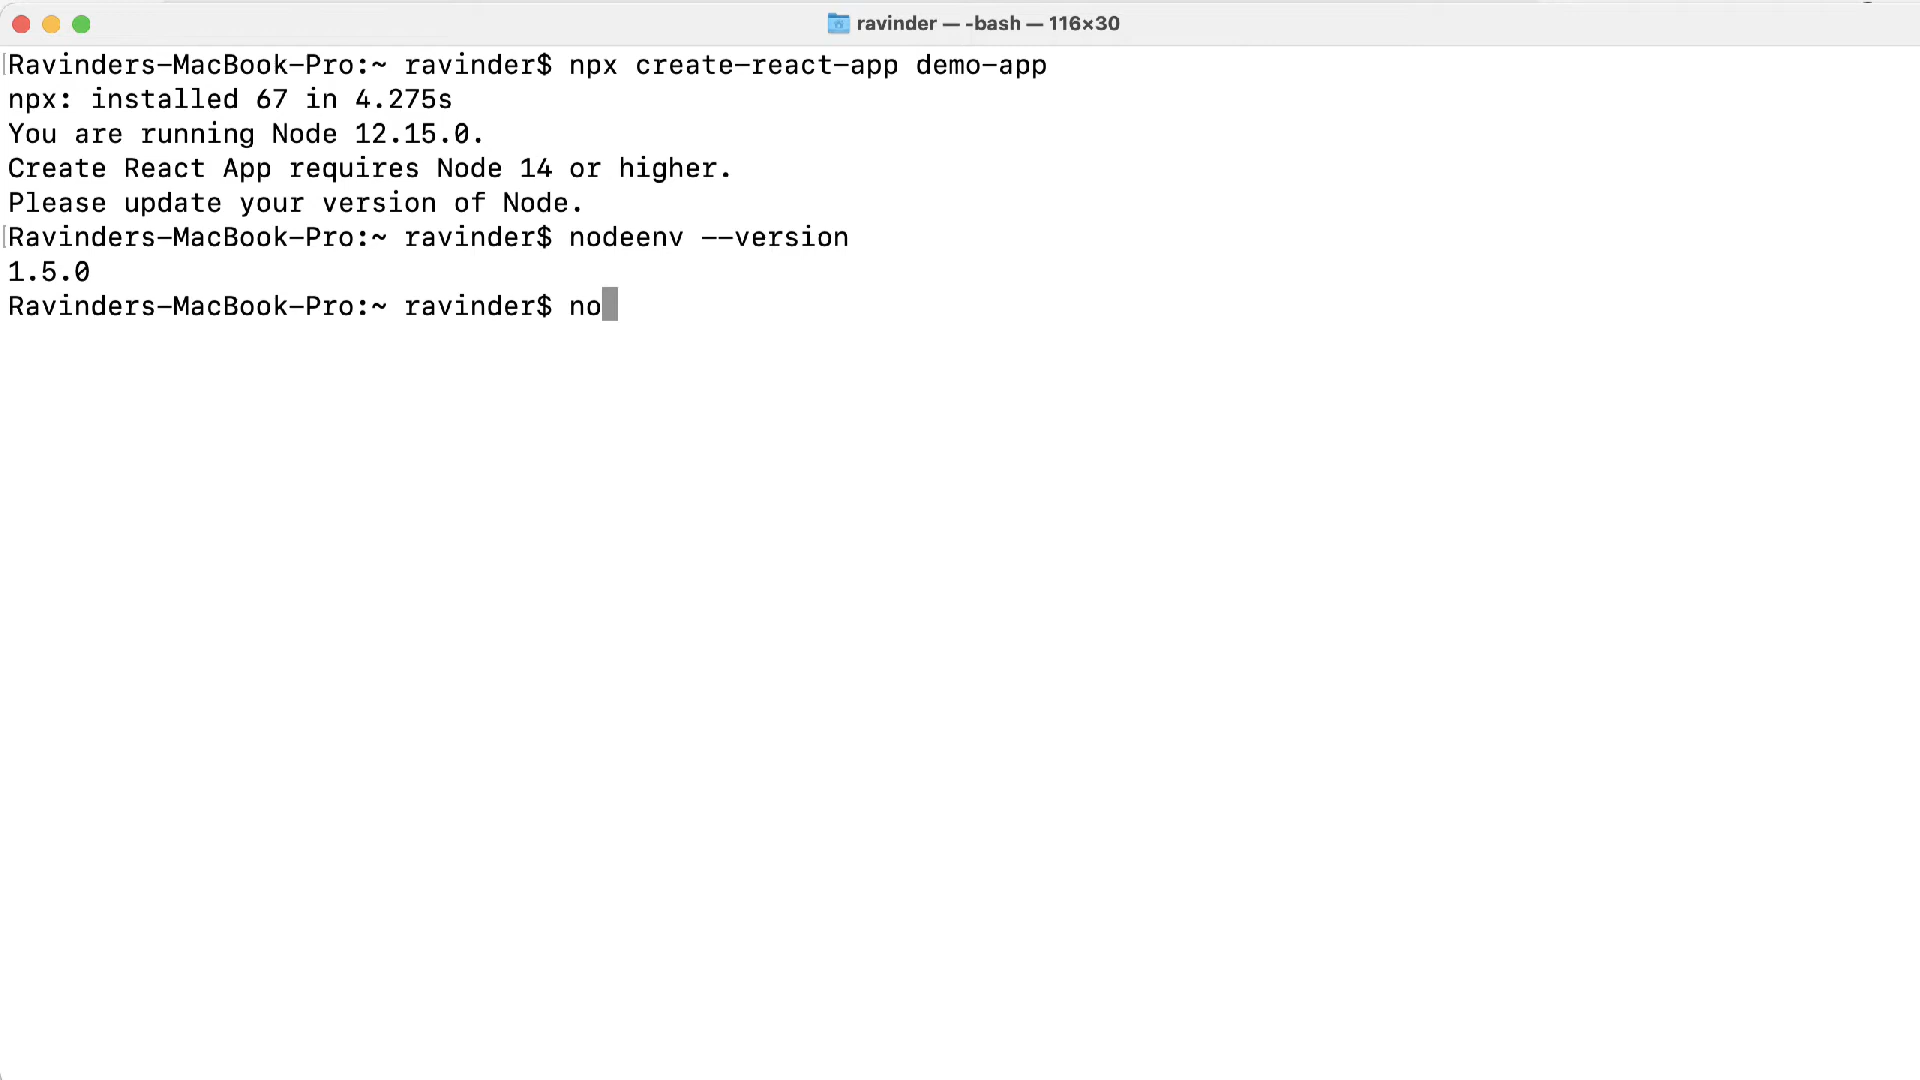 ravinder — -bash — 116×30
Ravinders-MacBook-Pro:~ ravinder$ npx create-react-app demo-app
npx: installed 67 in 4.275s
You are running Node 12.15.0.
Create React App requires Node 14 or higher.
Please update your version of Node.
Ravinders-MacBook-Pro:~ ravinder$ nodeenv --version
1.5.0
Ravinders-MacBook-Pro:~ ravinder$ no